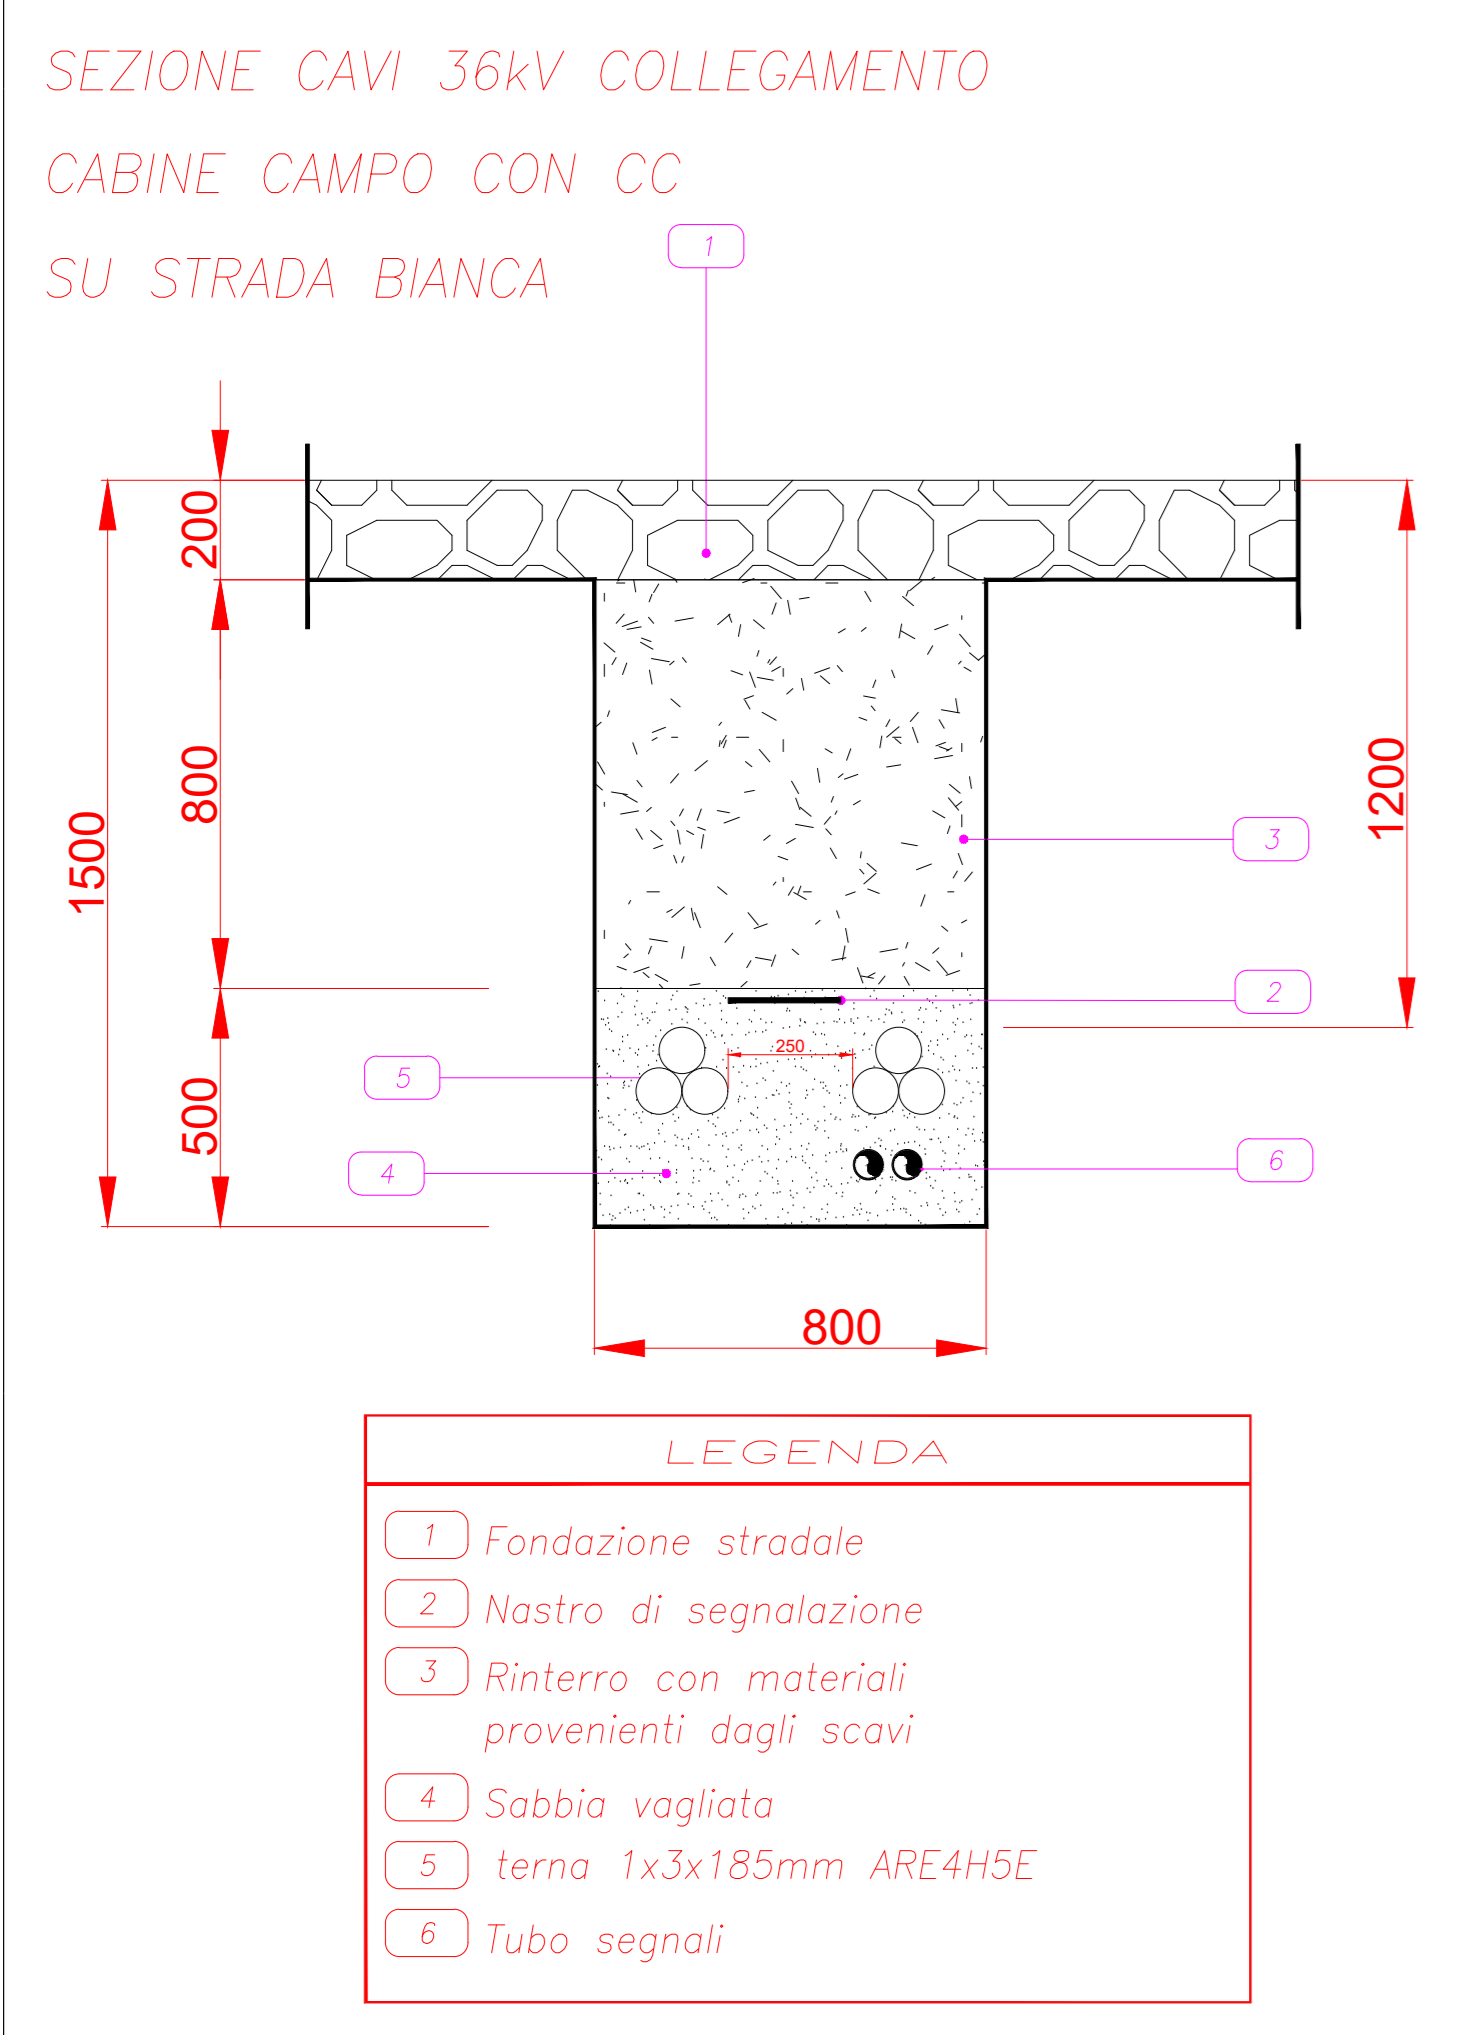 SEZIONE CAVI 36kV COLLEGAMENTO
CABINE CAMPO CON CC
SU STRADA BIANCA
1
200
800
1500
500
1200
3
2
250
5
4
6
800
LEGENDA
1 Fondazione stradale
2 Nastro di segnalazione
3 Rinterro con materiali
provenienti dagli scavi
4 Sabbia vagliata
5 terna 1x3x185mm ARE4H5E
6 Tubo segnali